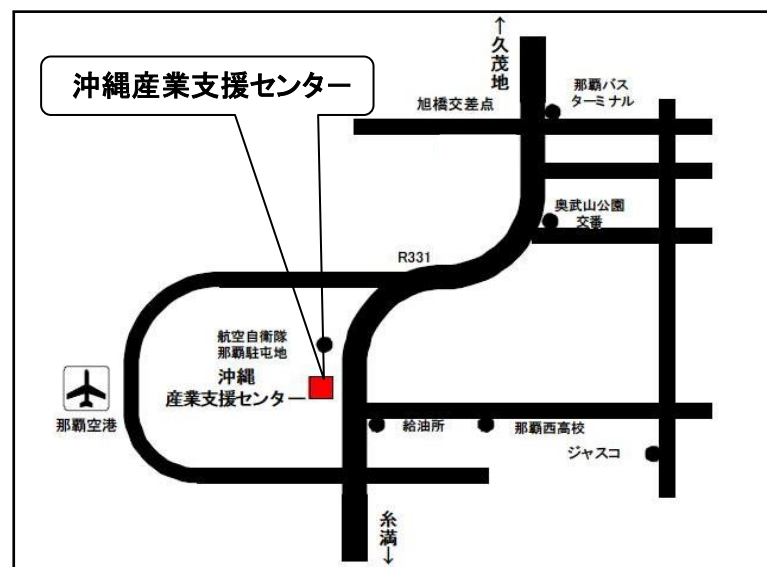 沖縄産業支援センター
↑久茂地
那覇バス
ターミナル
旭橋交差点
奥武山公園
交番
R331
航空自衛隊
那覇駐屯地
沖縄
産業支援センター
那覇空港
給油所
那覇西高校
ジャスコ
糸満↓